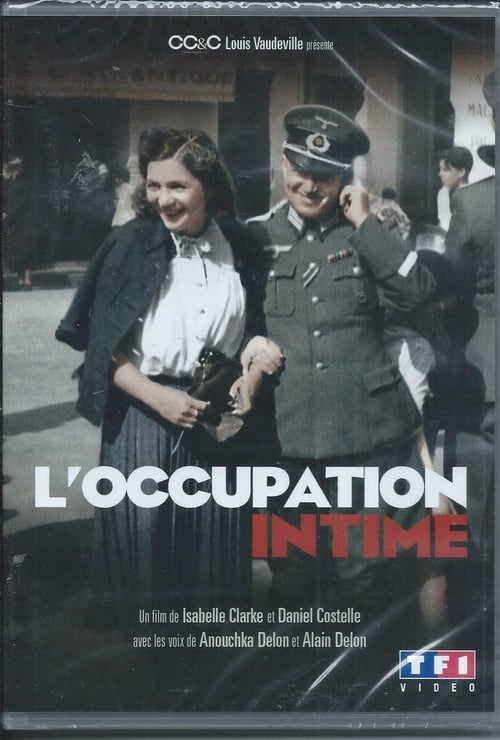 CC&C Louis Vaudeville présente
L'OCCUPATION
INTIME
Un film de Isabelle Clarke et Daniel Costelle
avec les voix de Anouchka Delon et Alain Delon
TF1
VIDEO